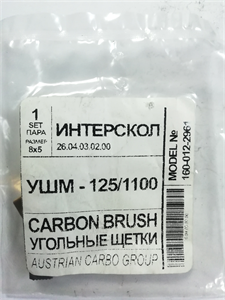 1
SET
ПАРА
РАЗМЕР
8x5
ИНТЕРСКОЛ
26.04.03.02.00
УШМ - 125/1100
CARBON BRUSH
УГОЛЬНЫЕ ЩЕТКИ
AUSTRIAN CARBO GROUP
MODEL №
160-012-2961